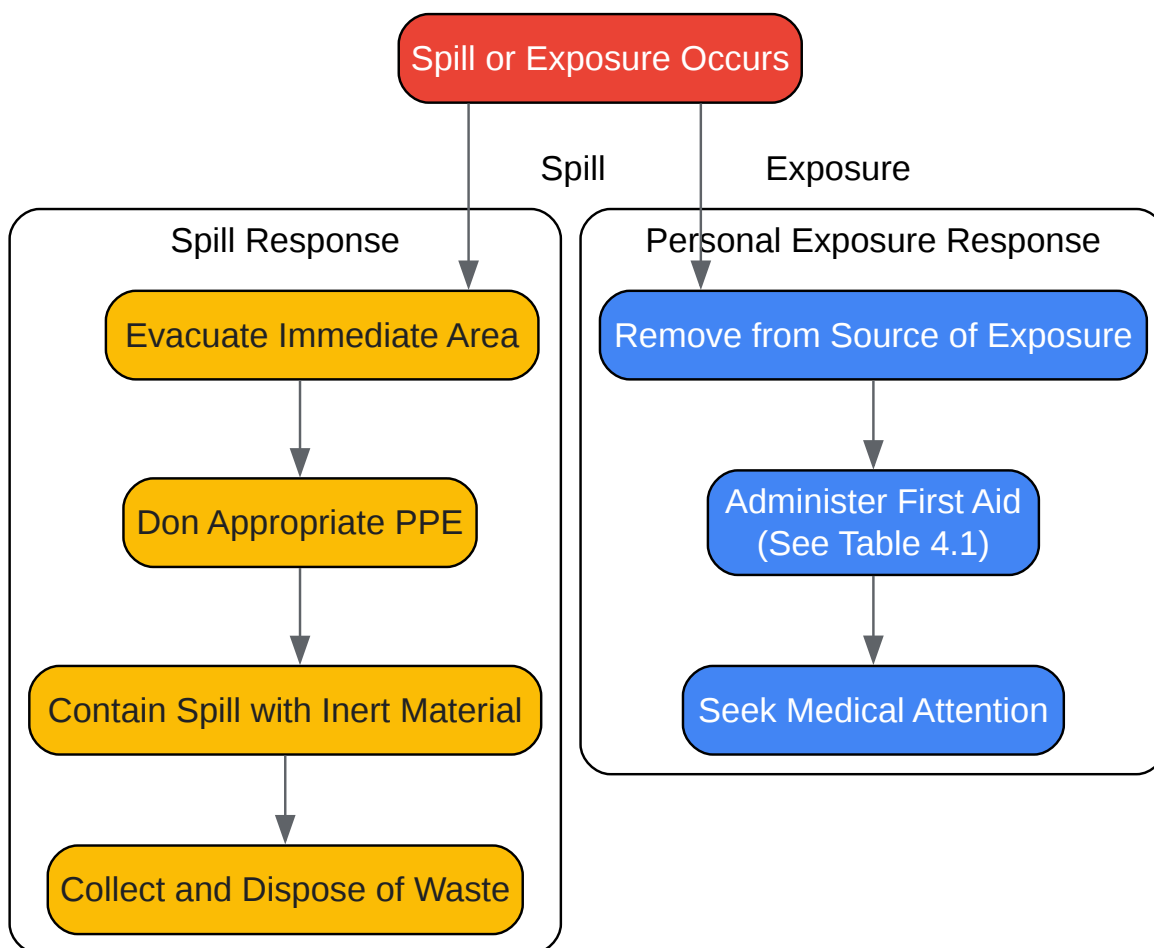 Spill or Exposure Occurs
Spill
Exposure
Spill Response
Evacuate Immediate Area
Don Appropriate PPE
Contain Spill with Inert Material
Collect and Dispose of Waste
Personal Exposure Response
Remove from Source of Exposure
Administer First Aid
(See Table 4.1)
Seek Medical Attention